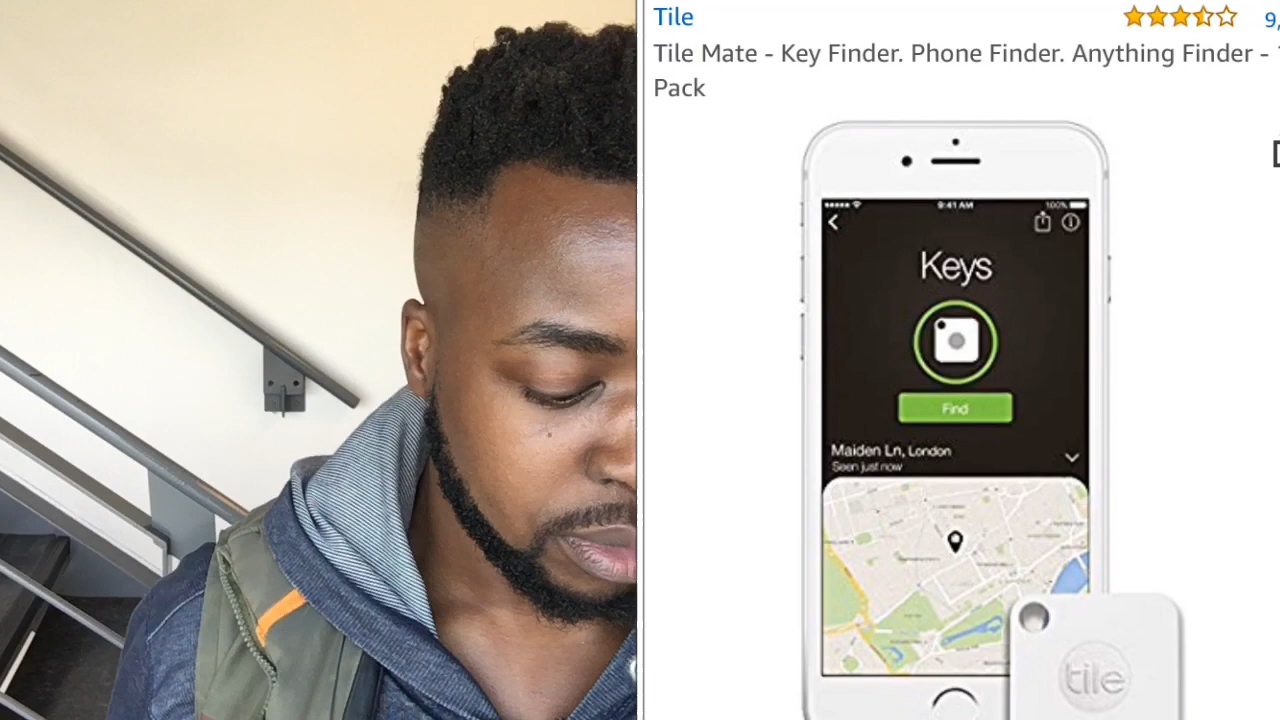 Tile
9,
Tile Mate - Key Finder. Phone Finder. Anything Finder -
Pack
9:41 AM
100%
Keys
Find
Maiden Ln, London
Seen just now
tile